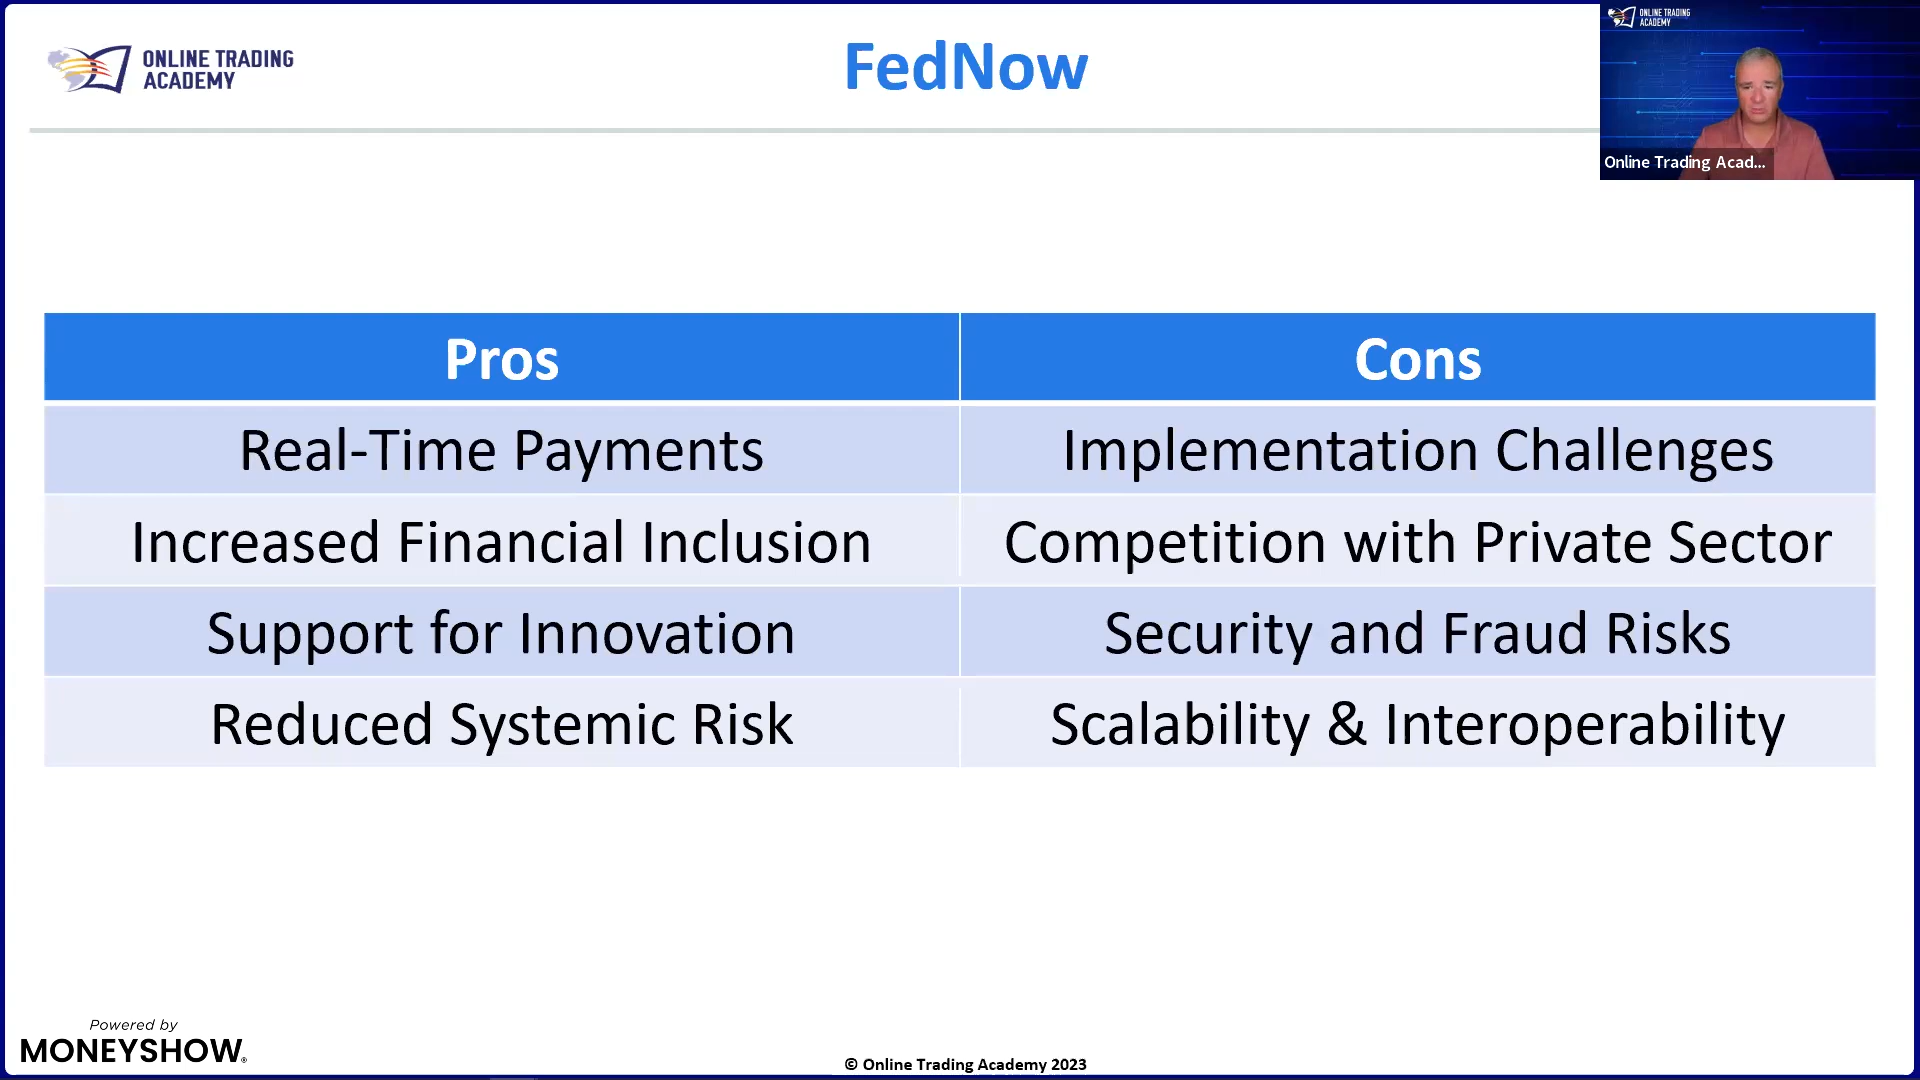 ONLINE TRADING
ACADEMY
FedNow
ONLINE TRADING
ACADEMY
Online Trading Acad...
Pros
Cons
Real-Time Payments
Implementation Challenges
Increased Financial Inclusion
Competition with Private Sector
Support for Innovation
Security and Fraud Risks
Reduced Systemic Risk
Scalability & Interoperability
Powered by
MONEYSHOW®
© Online Trading Academy 2023